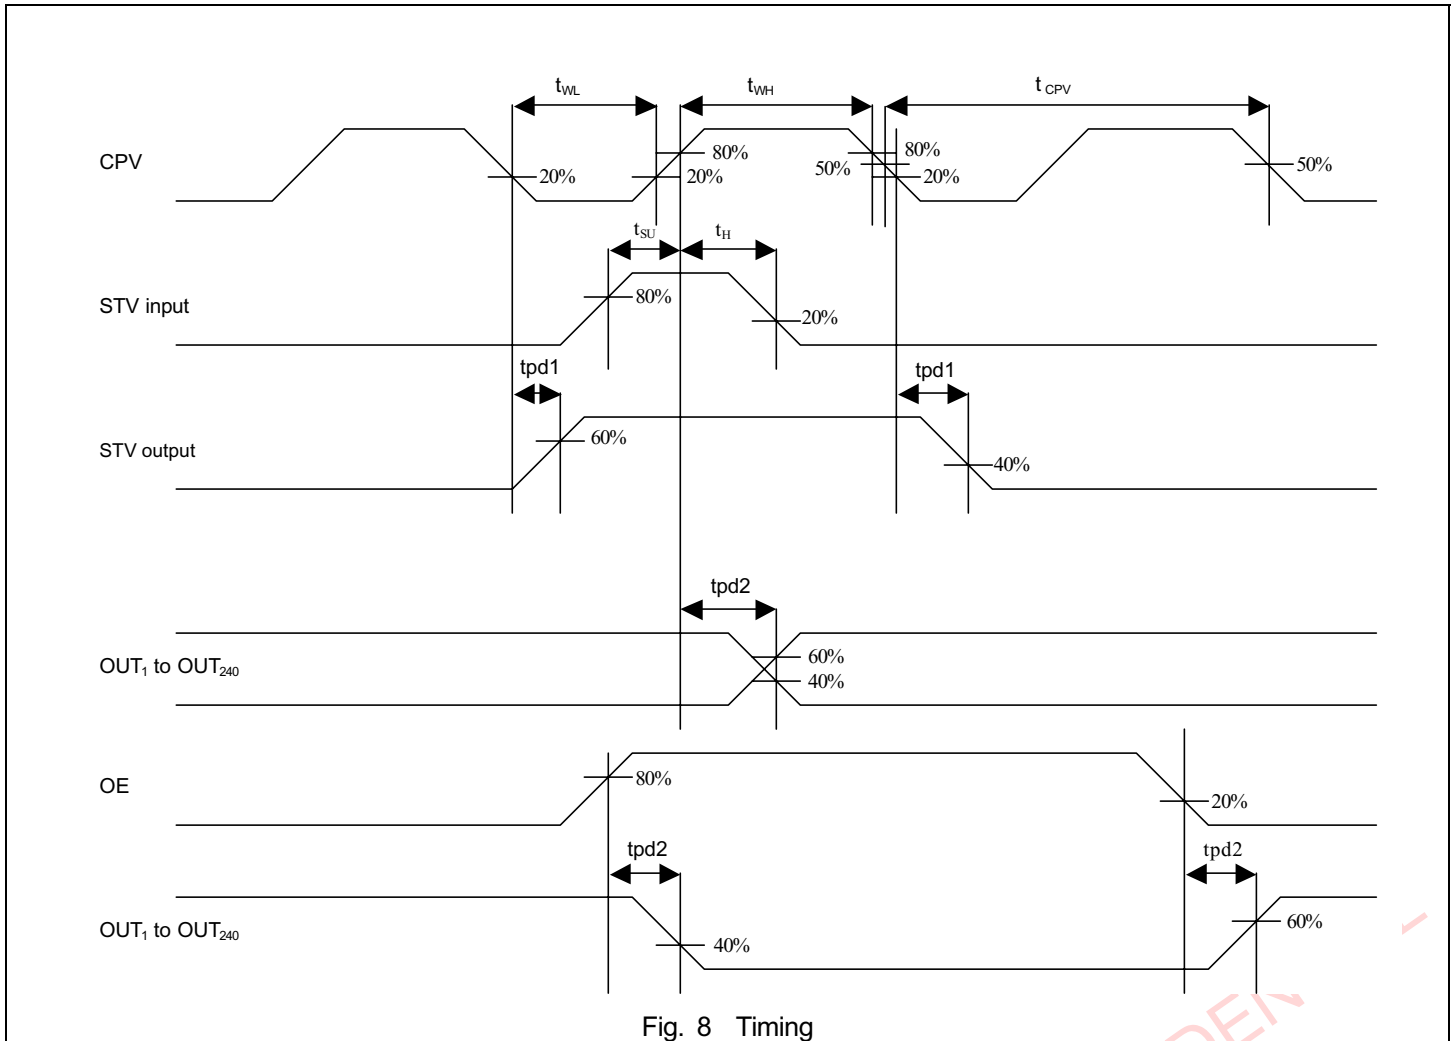 tWL
tWH
t CPV
CPV
80%
80%
50%
50%
20%
20%
20%
tSU
tH
STV input
80%
20%
tpd1
tpd1
STV output
60%
40%
tpd2
OUT1 to OUT240
60%
40%
OE
80%
20%
tpd2
tpd2
OUT1 to OUT240
60%
40%
Fig. 8 Timing